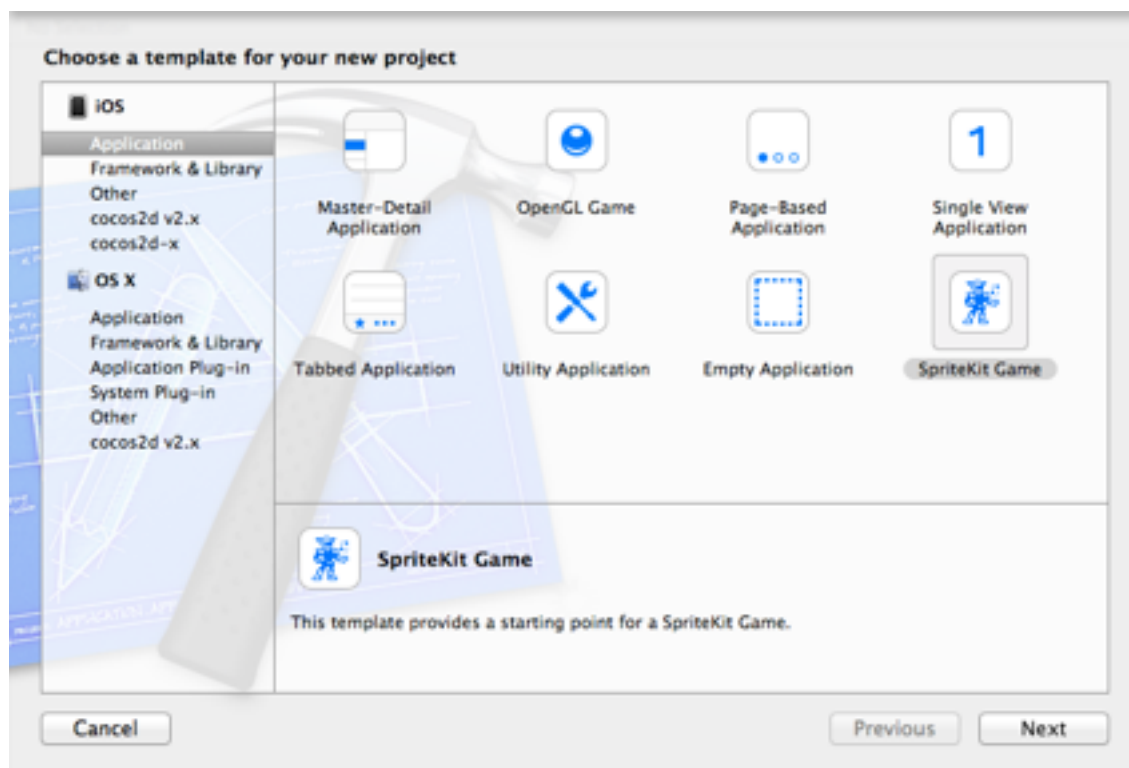 Choose a template for your new project
iOS
Application
Framework & Library
Other
cocos2d v2.x
cocos2d-x
OS X
Application
Framework & Library
Application Plug-in
System Plug-in
Other
cocos2d v2.x
Master-Detail
Application
OpenGL Game
Page-Based
Application
1
Single View
Application
Tabbed Application
Utility Application
Empty Application
SpriteKit Game
SpriteKit Game
This template provides a starting point for a SpriteKit Game.
Cancel
Previous
Next